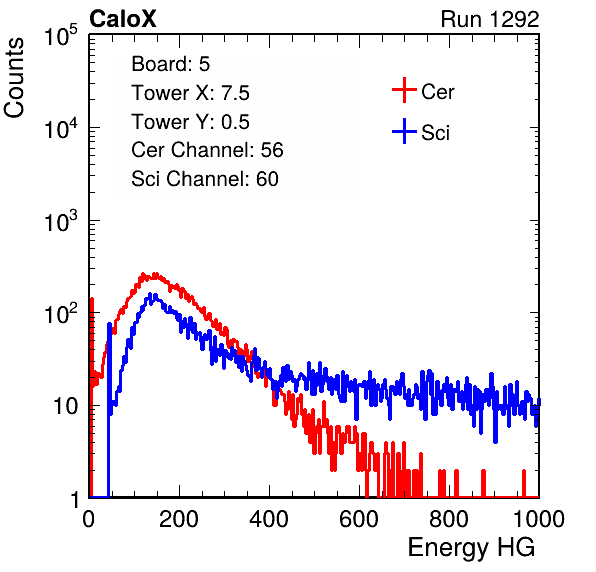 CaloX Run 1292
Counts
Board: 5
Tower X: 7.5
Tower Y: 0.5
Cer Channel: 56
Sci Channel: 60
Cer
Sci
10^5
10^4
10^3
10^2
10
1
0 200 400 600 800 1000
Energy HG